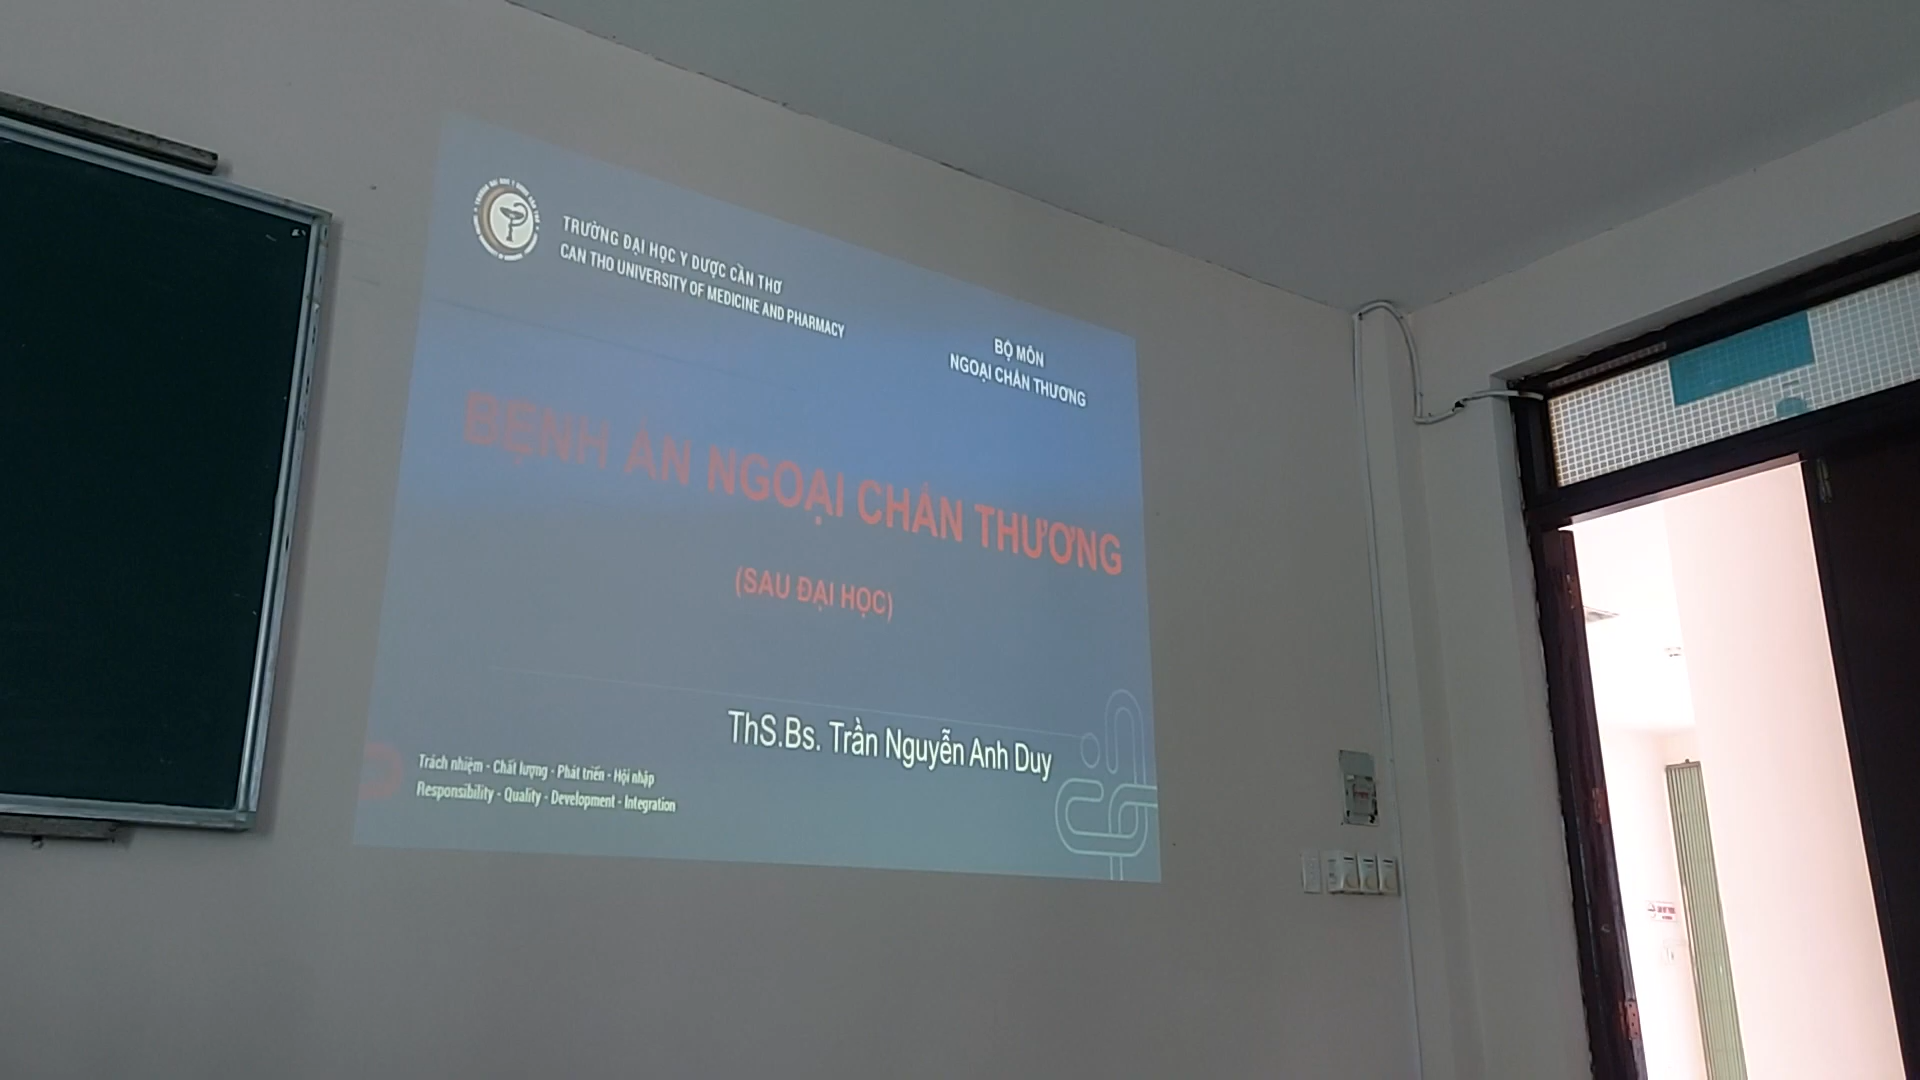 TRƯỜNG ĐẠI HỌC Y DƯỢC CẦN THƠ
CAN THO UNIVERSITY OF MEDICINE AND PHARMACY
BỘ MÔN
NGOẠI CHẤN THƯƠNG
BỆNH ÁN NGOẠI CHẤN THƯƠNG
(SAU ĐẠI HỌC)
ThS.Bs. Trần Nguyễn Anh Duy
Trách nhiệm - Chất lượng - Phát triển - Hội nhập
Responsibility - Quality - Development - Integration